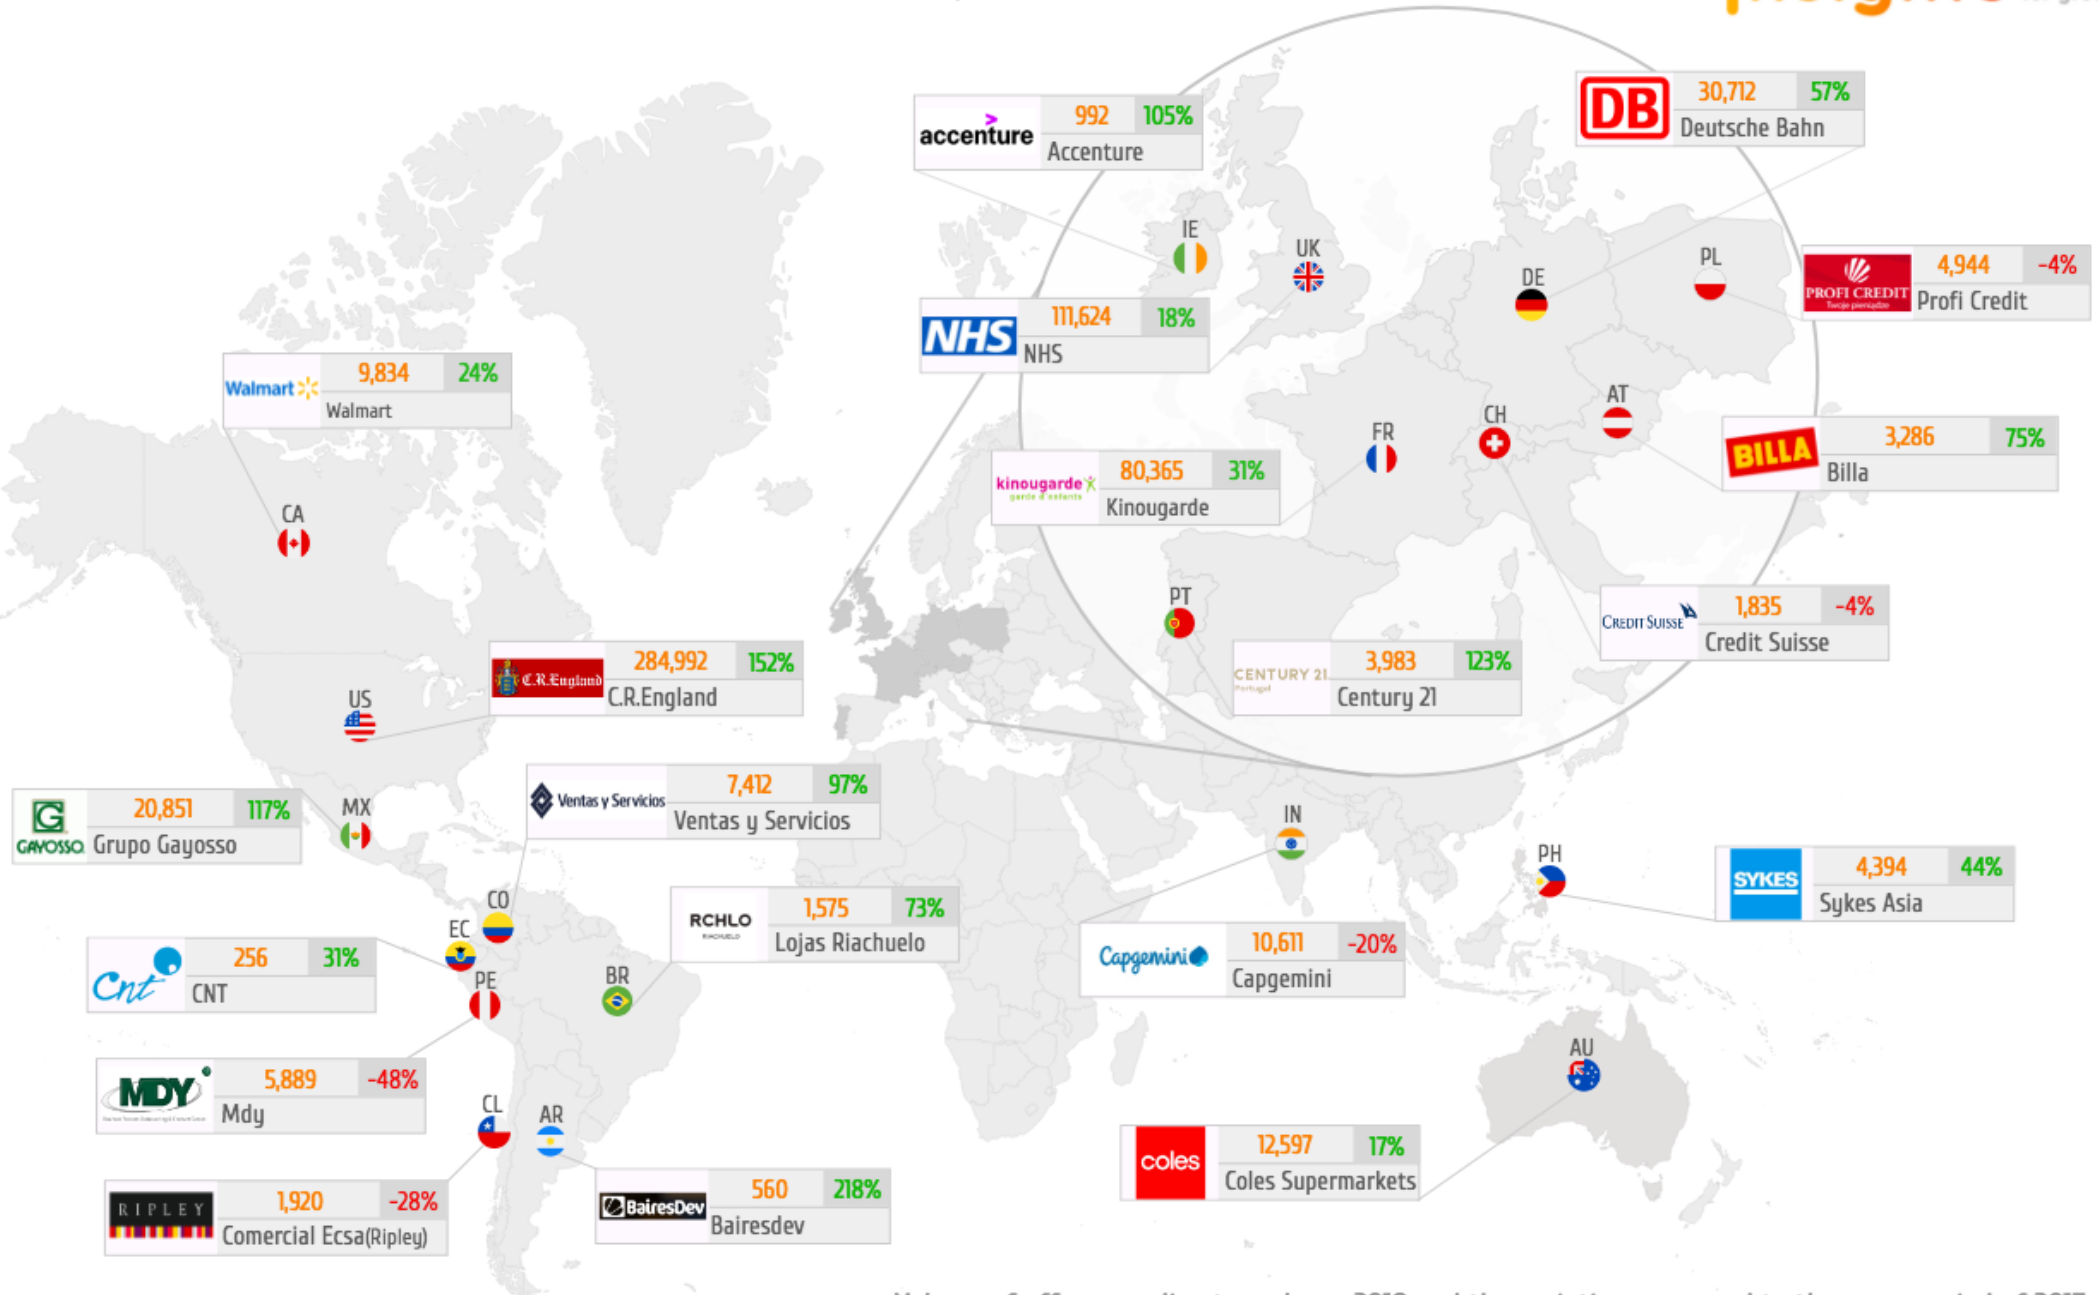 accenture
992 105%
Accenture
DB
30,712 57%
Deutsche Bahn
IE
UK
DE
PL
PROFI CREDIT
Twoje pieniądze
4,944 -4%
Profi Credit
NHS
111,624 18%
NHS
Walmart
9,834 24%
Walmart
AT
CH
FR
BILLA
3,286 75%
Billa
kinougarde
garde d'enfants
80,365 31%
Kinougarde
CA
PT
CREDIT SUISSE
1,835 -4%
Credit Suisse
C.R.England
284,992 152%
C.R.England
CENTURY 21
Portugal
3,983 123%
Century 21
US
Ventas y Servicios
7,412 97%
Ventas y Servicios
GAYOSSO
20,851 117%
Grupo Gayosso
MX
IN
PH
SYKES
4,394 44%
Sykes Asia
CO
EC
RCHLO
RIACHUELO
1,575 73%
Lojas Riachuelo
Cnt
256 31%
CNT
PE
BR
Capgemini
10,611 -20%
Capgemini
MDY
5,889 -48%
Mdy
AU
CL
AR
coles
12,597 17%
Coles Supermarkets
RIPLEY
1,920 -28%
Comercial Ecsa(Ripley)
BairesDev
560 218%
Bairesdev